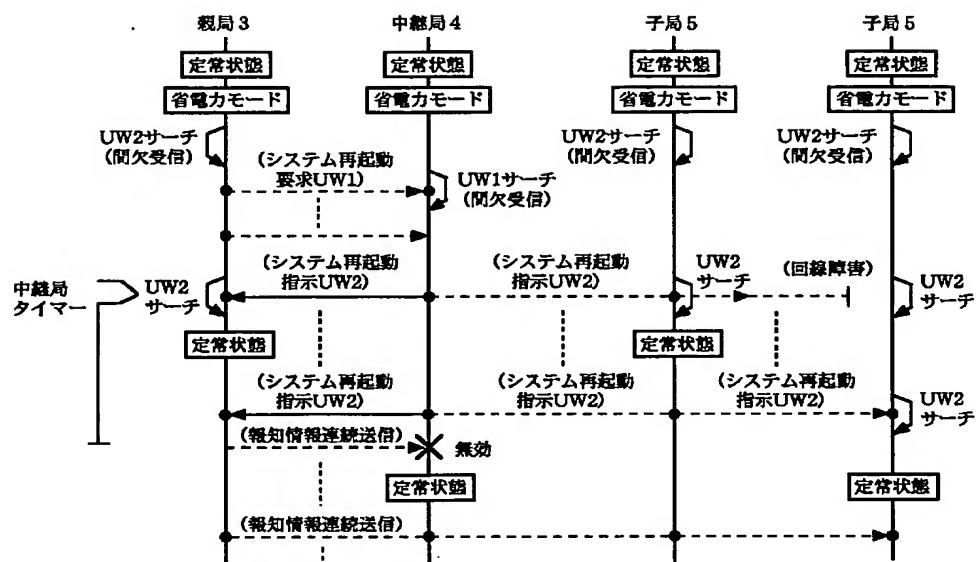 親局3 中継局4 子局5 子局5
定常状態 定常状態 定常状態 定常状態
省電力モード 省電力モード 省電力モード 省電力モード
UW2サーチ
(間欠受信)
(システム再起動
要求UW1)
UW1サーチ
(間欠受信)
UW2サーチ
(間欠受信)
UW2サーチ
(間欠受信)
中継局
タイマー
UW2
サーチ
(システム再起動
指示UW2)
(システム再起動
指示UW2)
UW2
サーチ
(回線障害)
UW2
サーチ
定常状態 定常状態
(システム再起動
指示UW2)
(システム再起動
指示UW2)
(システム再起動
指示UW2)
UW2
サーチ
(報知情報連続送信)
無効
定常状態 定常状態
(報知情報連続送信)